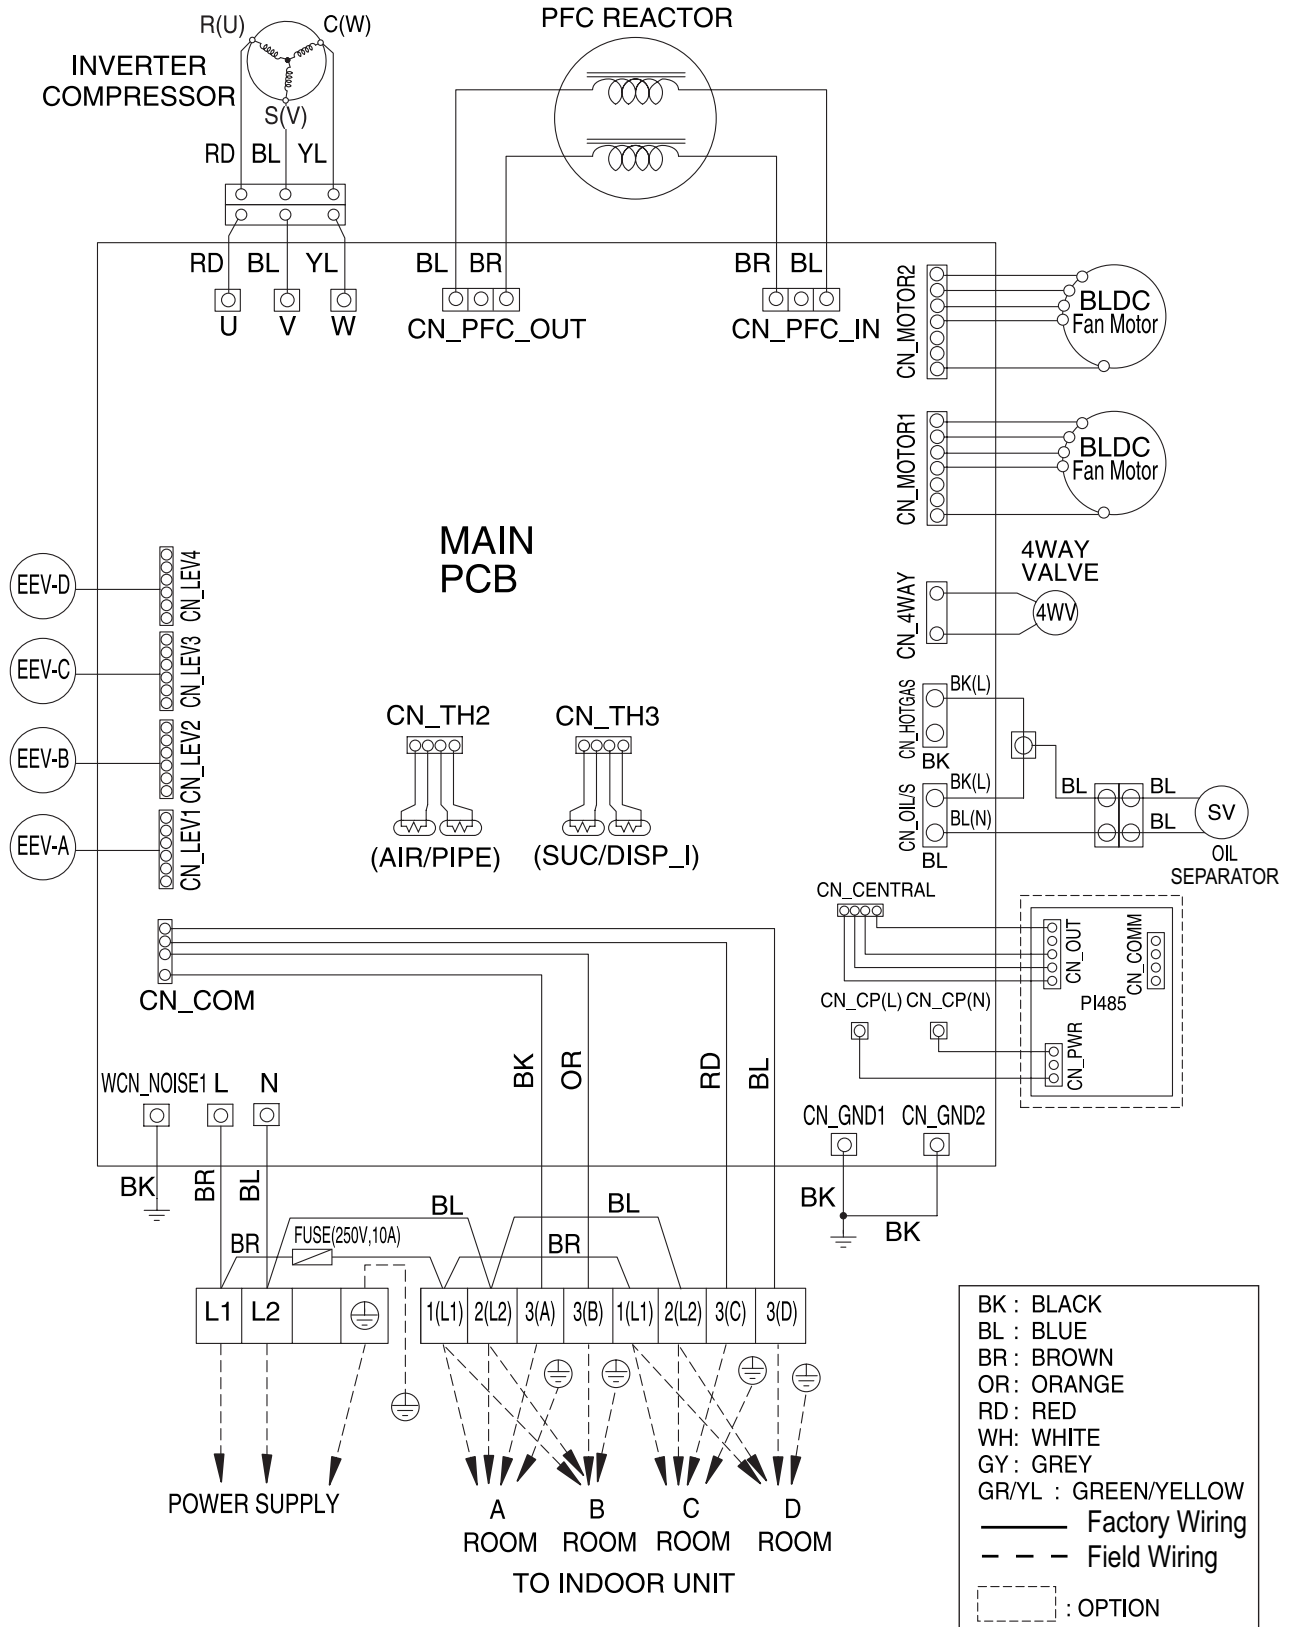 PFC REACTOR
R(U)
C(W)
INVERTER
COMPRESSOR
S(V)
RD BL YL
RD BL YL
BL BR
BR BL
U V W
CN_PFC_OUT
CN_PFC_IN
CN_MOTOR2
BLDC
Fan Motor
CN_MOTOR1
BLDC
Fan Motor
MAIN
PCB
4WAY
VALVE
CN_4WAY
4WV
EEV-D
CN_LEV4
EEV-C
CN_LEV3
EEV-B
CN_LEV2
EEV-A
CN_LEV1
CN_TH2
CN_TH3
(AIR/PIPE)
(SUC/DISP_I)
CN_HOTGAS
BK(L)
BK
CN_OIL/S
BK(L)
BL(N)
BL
BL
BL
BL
SV
OIL
SEPARATOR
CN_CENTRAL
CN_OUT
CN_COMM
PI485
CN_CP(L) CN_CP(N)
CN_PWR
CN_COM
BK
OR
RD
BL
WCN_NOISE1 L N
CN_GND1 CN_GND2
BK
BR
BL
BK
BK
BL
BL
BR
FUSE(250V,10A)
BR
L1 L2
1(L1) 2(L2) 3(A) 3(B) 1(L1) 2(L2) 3(C) 3(D)
POWER SUPPLY
A
ROOM
B
ROOM
C
ROOM
D
ROOM
TO INDOOR UNIT
BK : BLACK
BL : BLUE
BR : BROWN
OR : ORANGE
RD : RED
WH: WHITE
GY : GREY
GR/YL : GREEN/YELLOW
Factory Wiring
Field Wiring
: OPTION